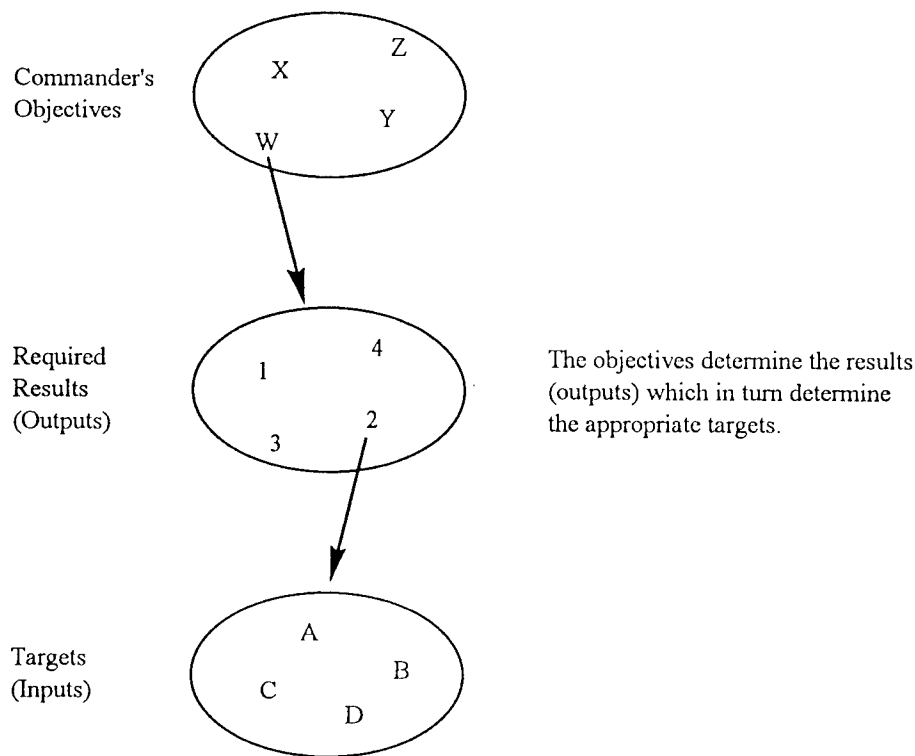 Commander's
Objectives
X
Z
Y
W
Required
Results
(Outputs)
1
4
2
3
The objectives determine the results
(outputs) which in turn determine
the appropriate targets.
Targets
(Inputs)
A
B
C
D